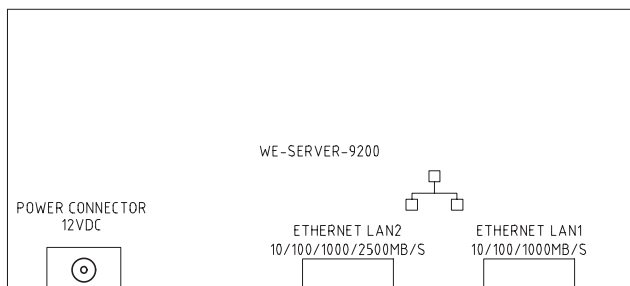 WE-SERVER-9200
POWER CONNECTOR
12VDC
ETHERNET LAN2
10/100/1000/2500MB/S
ETHERNET LAN1
10/100/1000MB/S